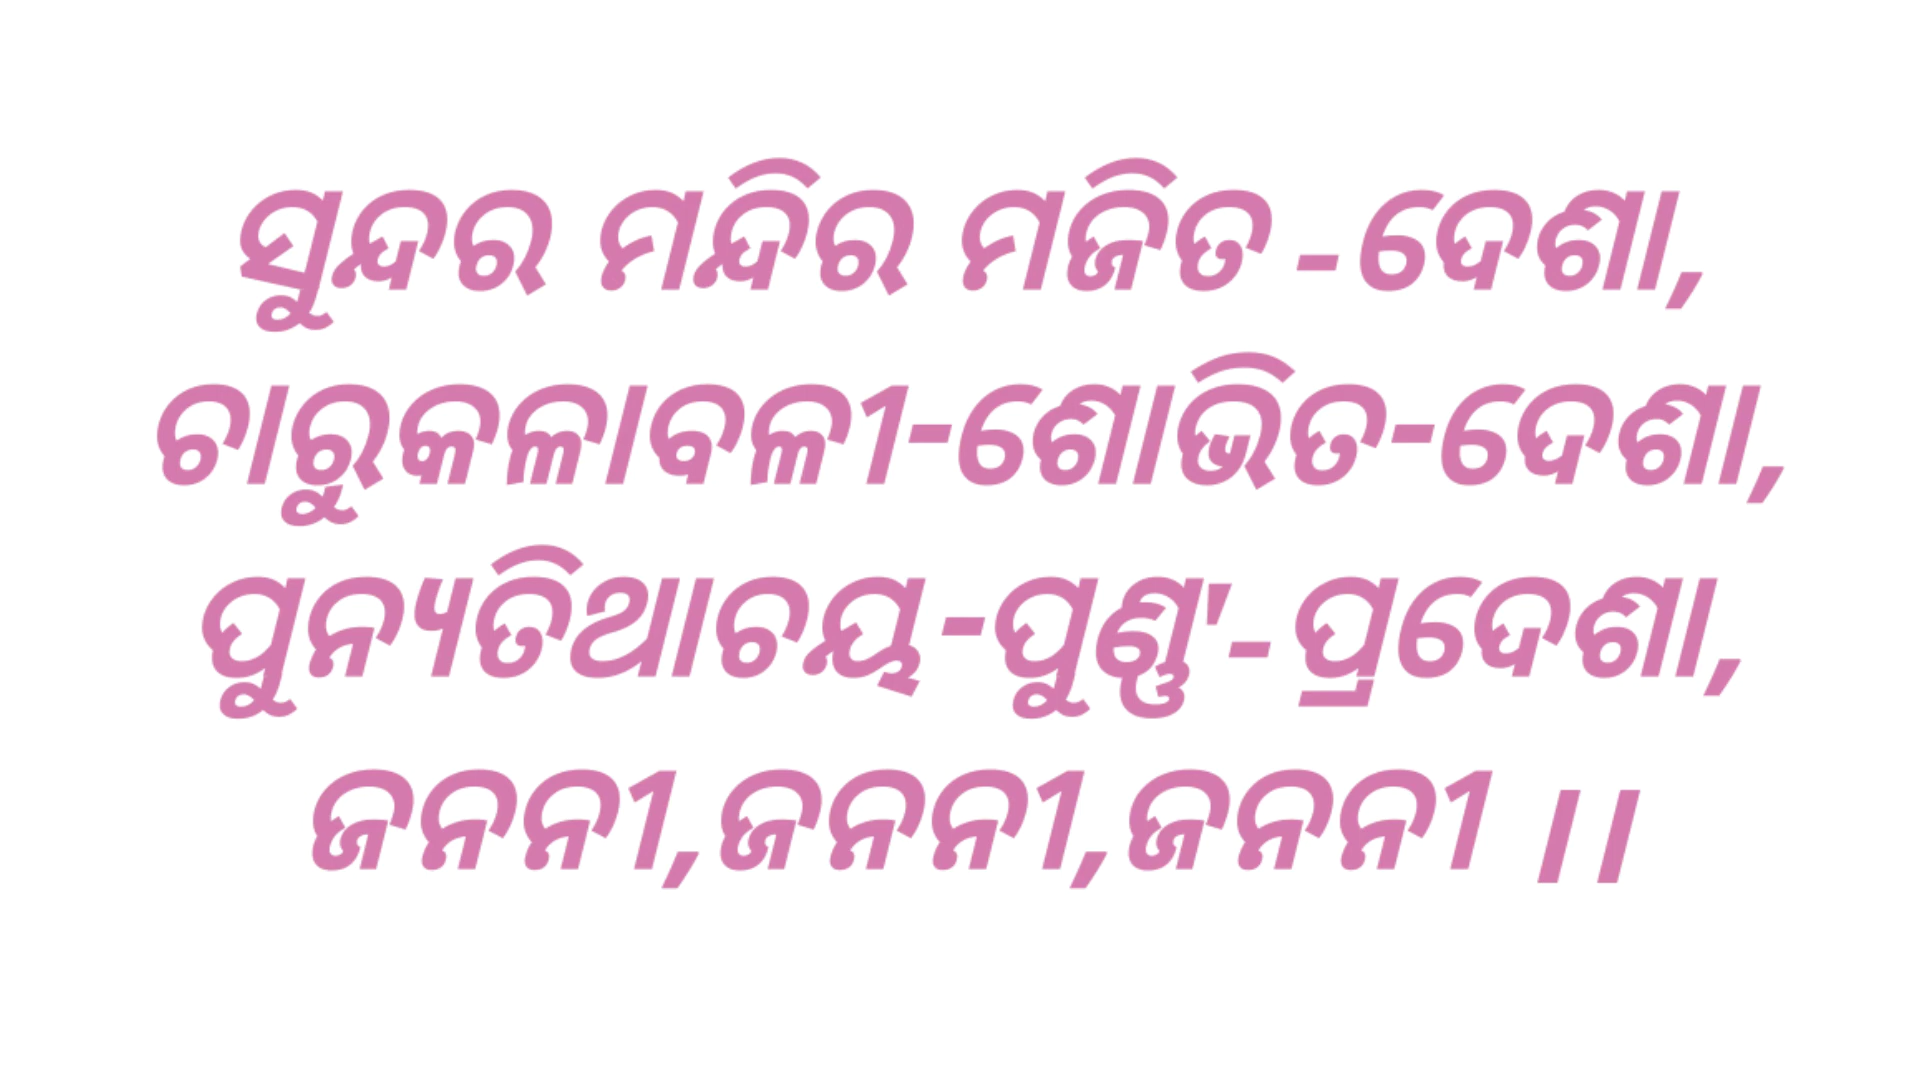 ସୁନ୍ଦର ମନ୍ଦିର ମଜିତ -ଦେଶା,
ଚାରୁକଳାବଳୀ-ଶୋଭିତ-ଦେଶା,
ପୁନ୍ୟତିଥାଚୟ -ପୁଣ୍ଣ'- ପ୍ରଦେଶା,
ଜନନୀ,ଜନନୀ,ଜନନୀ ।।